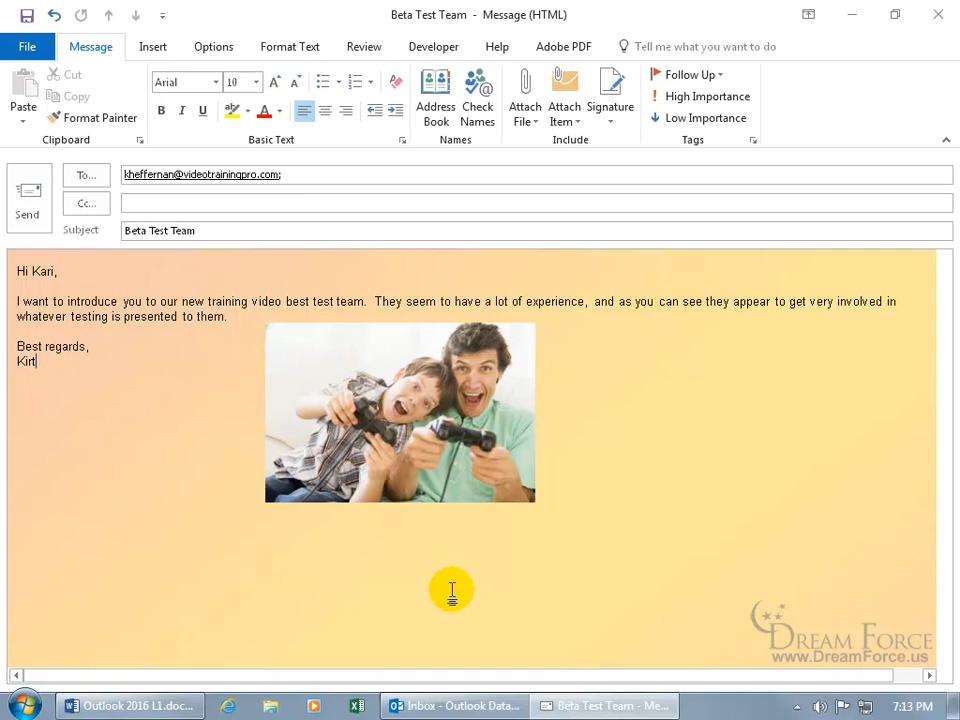 Beta Test Team - Message (HTML)
File Message Insert Options Format Text Review Developer Help Adobe PDF Tell me what you want to do
Paste
Cut
Copy
Format Painter
Clipboard
Arial 10
B I U A
Basic Text
Address Book
Check Names
Names
Attach File
Attach Item
Signature
Include
Follow Up
High Importance
Low Importance
Tags
Send
To... kheffernan@videotrainingpro.com;
Cc...
Subject Beta Test Team
Hi Kari,
I want to introduce you to our new training video best test team. They seem to have a lot of experience, and as you can see they appear to get very involved in
whatever testing is presented to them.
Best regards,
Kirt
DREAM FORCE
www.DreamForce.us
Outlook 2016 L1.doc... Inbox - Outlook Data... Beta Test Team - Me... 7:13 PM